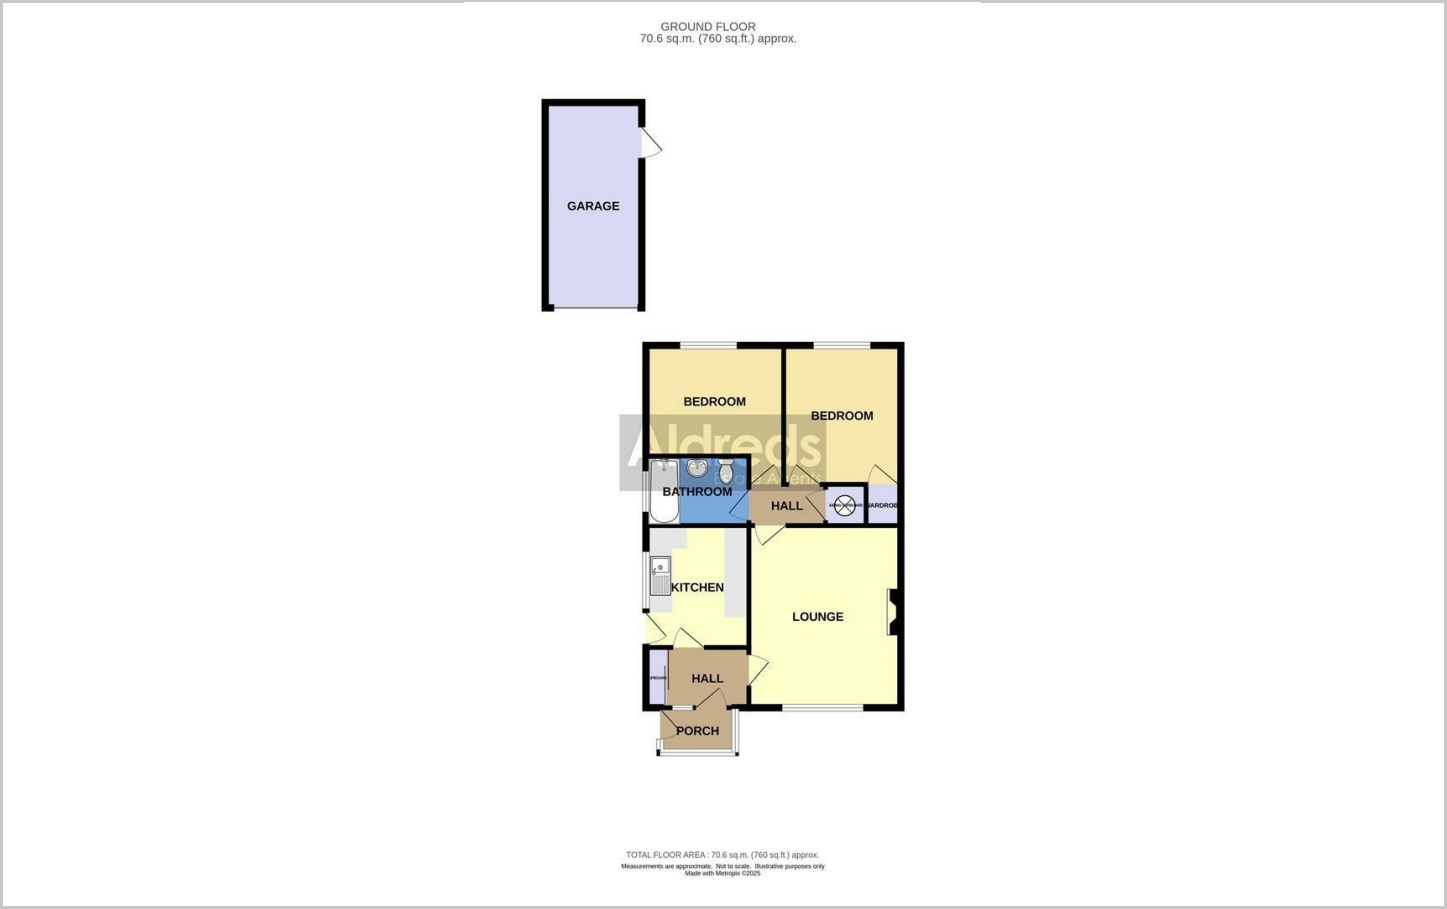 GROUND FLOOR
70.6 sq.m. (760 sq.ft.) approx.
GARAGE
BEDROOM
BEDROOM
Aldreds
Estate Agents
BATHROOM
HALL
WARDROBE
KITCHEN
LOUNGE
HALL
PORCH
TOTAL FLOOR AREA : 70.6 sq.m. (760 sq.ft.) approx.
Measurements are approximate. Not to scale. Illustrative purposes only
Made with Metropix ©2025